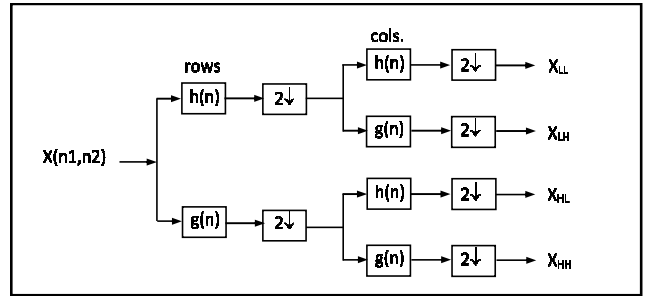 cols.
rows
h(n) 2↓ X_LL
h(n) 2↓
g(n) 2↓ X_LH
X(n1,n2)
h(n) 2↓ X_HL
g(n) 2↓
g(n) 2↓ X_HH